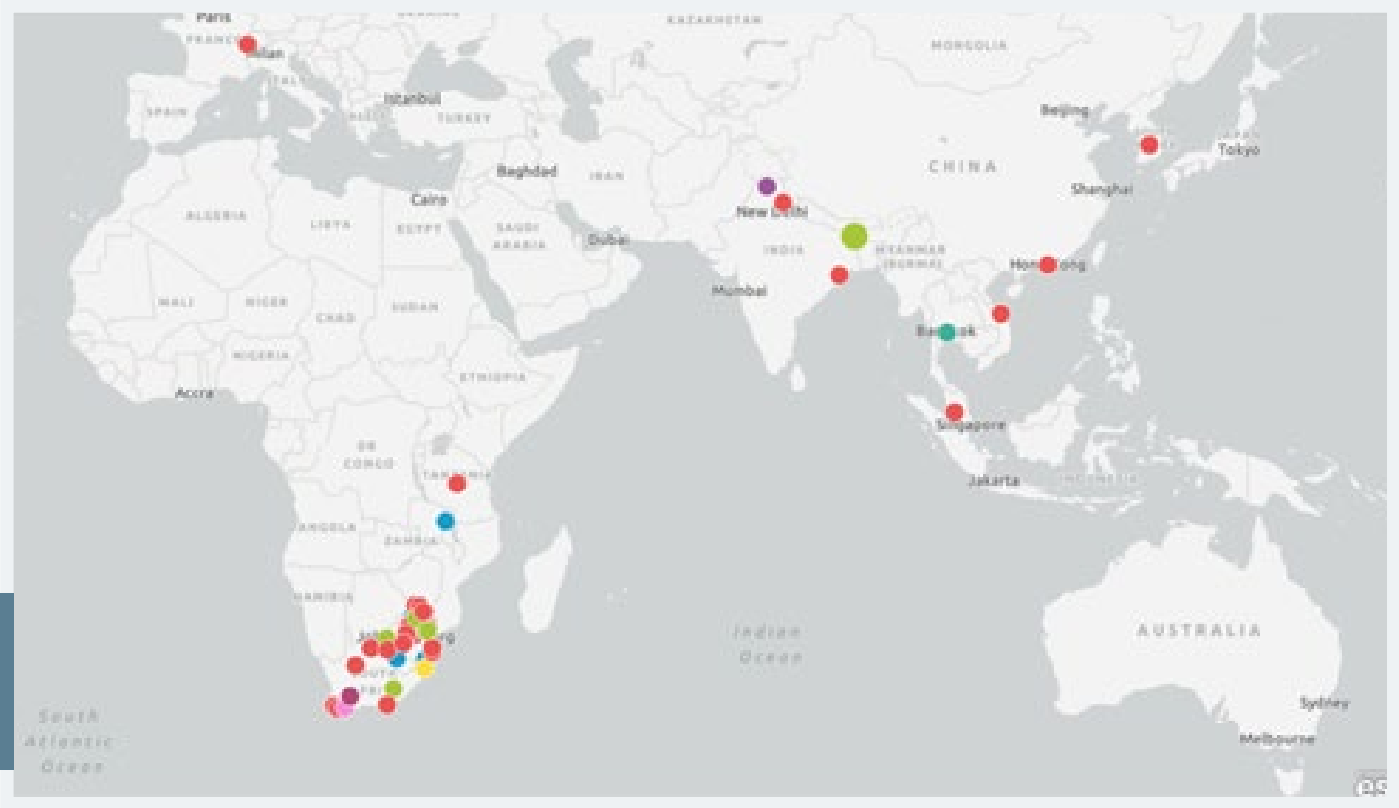 Paris
KAZAKHSTAN
MONGOLIA
SPAIN
Istanbul
TURKEY
Beijing
Tokyo
CHINA
Baghdad
IRAN
Shanghai
Cairo
ALGERIA
LIBYA
EGYPT
SAUDI
ARABIA
Dubai
New Delhi
INDIA
MYANMAR
(BURMA)
Mumbai
MALI
NIGER
CHAD
SUDAN
NIGERIA
ETHIOPIA
Accra
Singapore
DR
CONGO
Jakarta
INDONESIA
ANGOLA
ZAMBIA
NAMIBIA
Indian
Ocean
AUSTRALIA
South
Atlantic
Ocean
Sydney
Melbourne